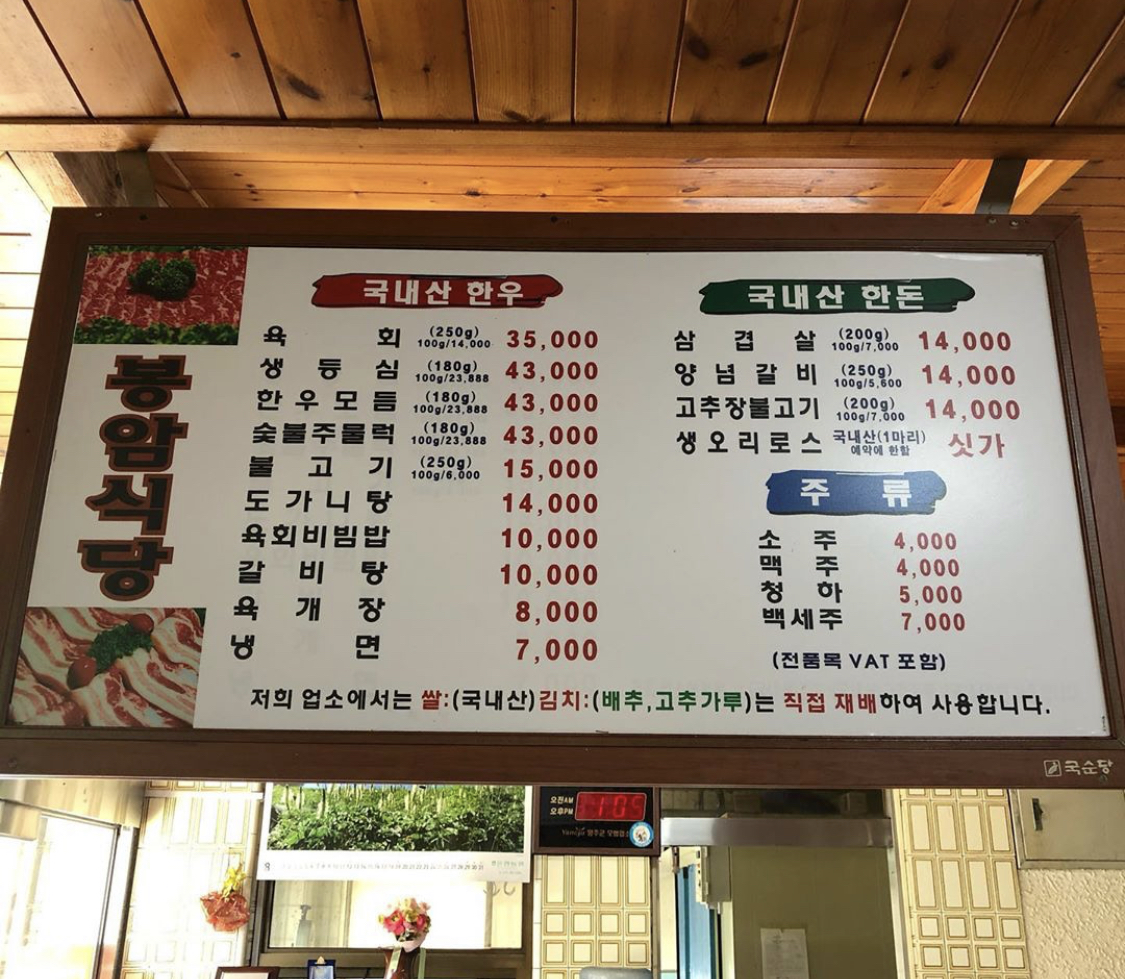 봉암식당
국내산 한우
육회 (250g) 100g/14,000 35,000
생등심 (180g) 100g/23,888 43,000
한우모듬 (180g) 100g/23,888 43,000
숯불주물럭 (180g) 100g/23,888 43,000
불고기 (250g) 100g/6,000 15,000
도가니탕 14,000
육회비빔밥 10,000
갈비탕 10,000
육개장 8,000
냉면 7,000
국내산 한돈
삼겹살 (200g) 100g/7,000 14,000
양념갈비 (250g) 100g/5,600 14,000
고추장불고기 (200g) 100g/7,000 14,000
생오리로스 국내산(1마리) 예약에 한함 싯가
주류
소주 4,000
맥주 4,000
청하 5,000
백세주 7,000
(전품목 VAT 포함)
저희 업소에서는 쌀:(국내산)김치:(배추,고추가루)는 직접 재배하여 사용합니다.
국순당
오전AM
오후PM